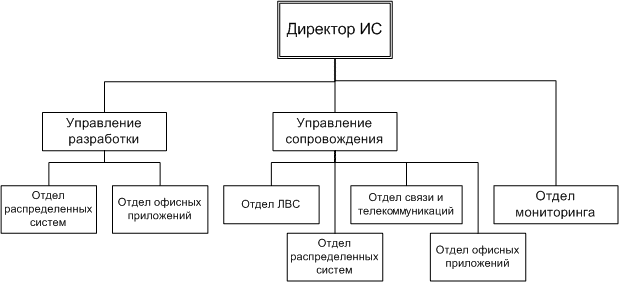 Директор ИС
Управление
разработки
Управление
сопровождения
Отдел
распределенных
систем
Отдел офисных
приложений
Отдел ЛВС
Отдел связи и
телекоммуникаций
Отдел
мониторинга
Отдел
распределенных
систем
Отдел офисных
приложений